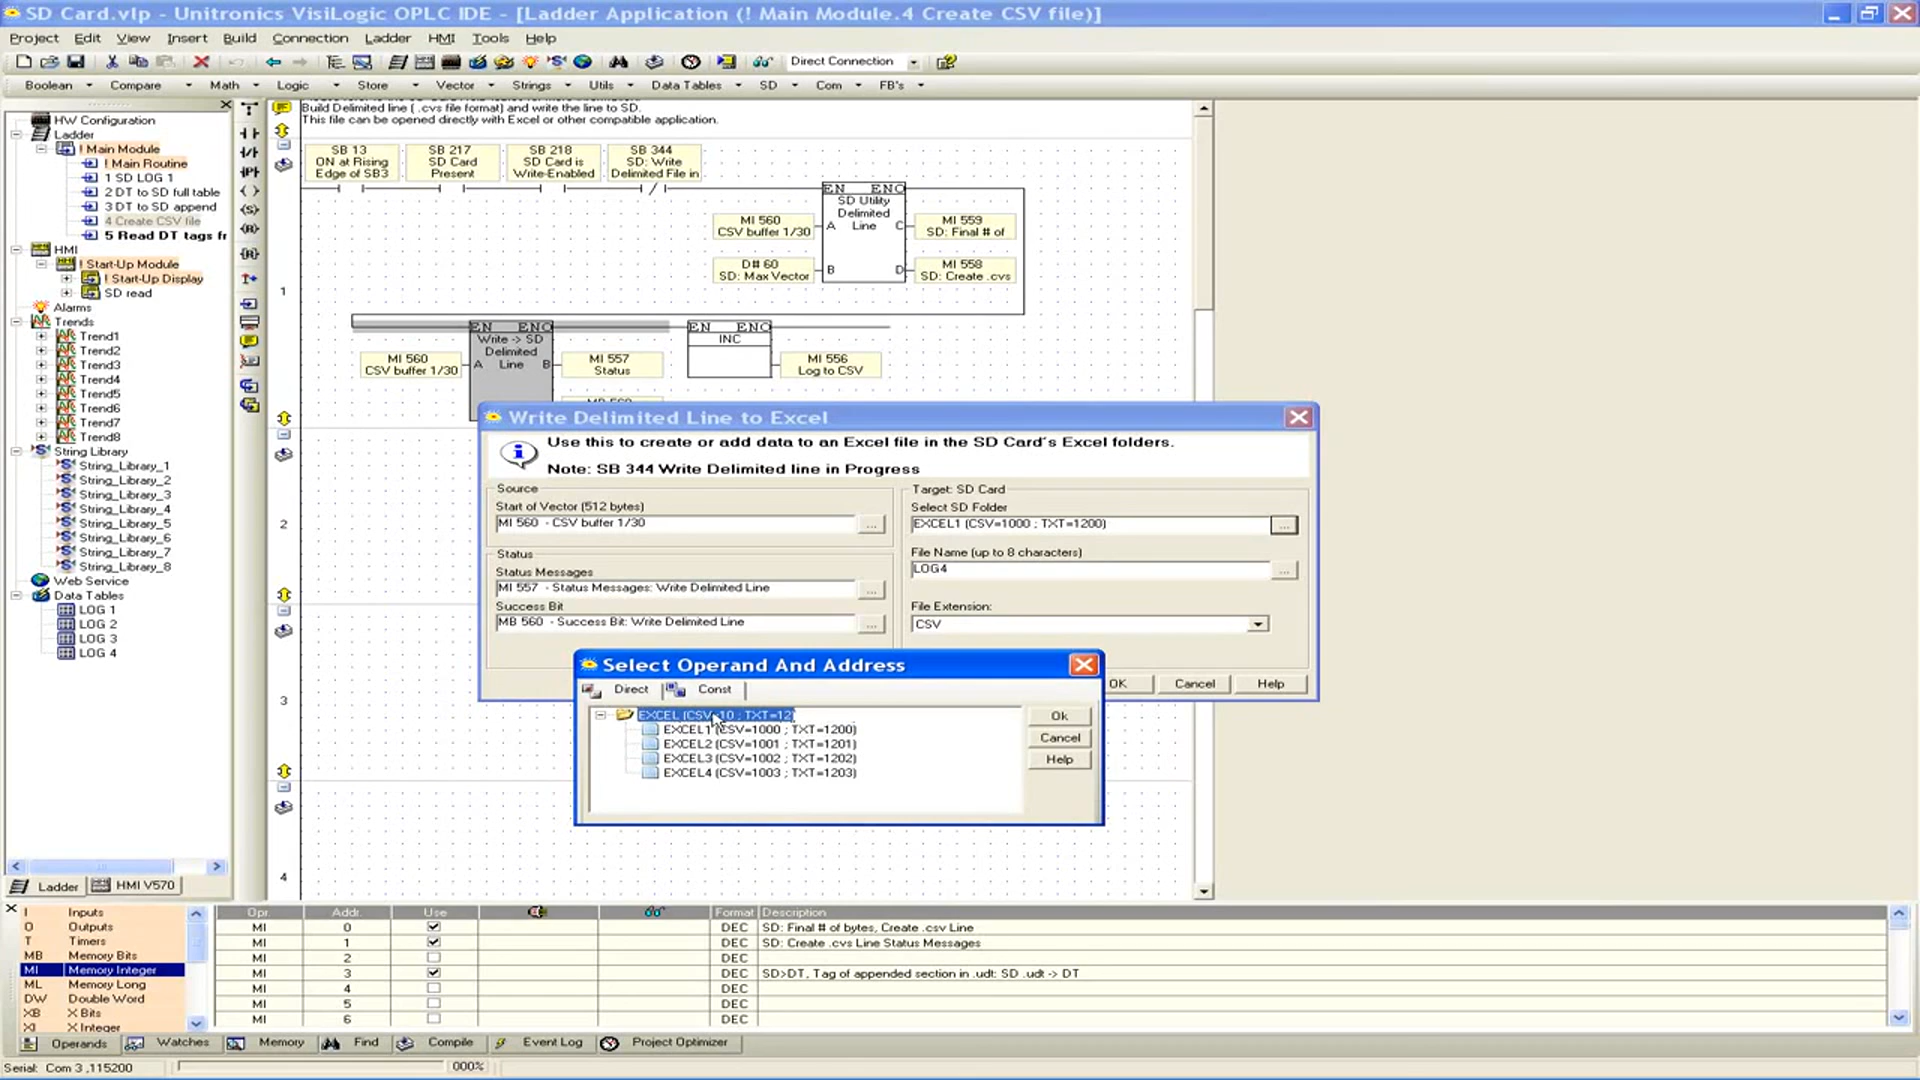 SD Card.vlp - Unitronics VisiLogic OPLC IDE - [Ladder Application (! Main Module.4 Create CSV file)]
Project Edit View Insert Build Connection Ladder HMI Tools Help
Direct Connection
Boolean Compare Math Logic Store Vector Strings Utils Data Tables SD Com FB's
HW Configuration
Ladder
! Main Module
! Main Routine
1 SD LOG 1
2 DT to SD full table
3 DT to SD append
4 Create CSV file
5 Read DT tags fr
HMI
! Start-Up Module
! Start-Up Display
SD read
Alarms
Trends
Trend1
Trend2
Trend3
Trend4
Trend5
Trend6
Trend7
Trend8
String Library
String_Library_1
String_Library_2
String_Library_3
String_Library_4
String_Library_5
String_Library_6
String_Library_7
String_Library_8
Web Service
Data Tables
LOG 1
LOG 2
LOG 3
LOG 4
Ladder HMI V570
Build Delimited line ( .cvs file format) and write the line to SD.
This file can be opened directly with Excel or other compatible application.
SB 13
ON at Rising
Edge of SB3
SB 217
SD Card
Present
SB 218
SD Card is
Write-Enabled
SB 344
SD: Write
Delimited File in
EN ENO
SD Utility
Delimited
Line
A B C D
MI 560
CSV buffer 1/30
D# 60
SD: Max Vector
MI 559
SD: Final # of
MI 558
SD: Create .cvs
1
EN ENO
Write -> SD
Delimited
Line
A B
MI 560
CSV buffer 1/30
MI 557
Status
EN ENO
INC
MI 556
Log to CSV
2
3
4
Write Delimited Line to Excel
Use this to create or add data to an Excel file in the SD Card's Excel folders.
Note: SB 344 Write Delimited line in Progress
Source
Start of Vector (512 bytes)
MI 560 - CSV buffer 1/30
...
Status
Status Messages
MI 557 - Status Messages: Write Delimited Line
...
Success Bit
MB 560 - Success Bit: Write Delimited Line
...
Target: SD Card
Select SD Folder
EXCEL1 (CSV=1000 ; TXT=1200)
...
File Name (up to 8 characters)
LOG4
...
File Extension:
CSV
OK Cancel Help
Select Operand And Address
Direct Const
EXCEL (CSV=10 ; TXT=12)
EXCEL1 (CSV=1000 ; TXT=1200)
EXCEL2 (CSV=1001 ; TXT=1201)
EXCEL3 (CSV=1002 ; TXT=1202)
EXCEL4 (CSV=1003 ; TXT=1203)
Ok
Cancel
Help
I Inputs
O Outputs
T Timers
MB Memory Bits
MI Memory Integer
ML Memory Long
DW Double Word
XB X Bits
XI X Integer
Opr. Addr. Use Format Description
MI 0 DEC SD: Final # of bytes, Create .csv Line
MI 1 DEC SD: Create .cvs Line Status Messages
MI 2 DEC
MI 3 DEC SD>DT, Tag of appended section in .udt: SD .udt -> DT
MI 4 DEC
MI 5 DEC
MI 6 DEC
Operands Watches Memory Find Compile Event Log Project Optimizer
Serial: Com 3 ,115200 000%